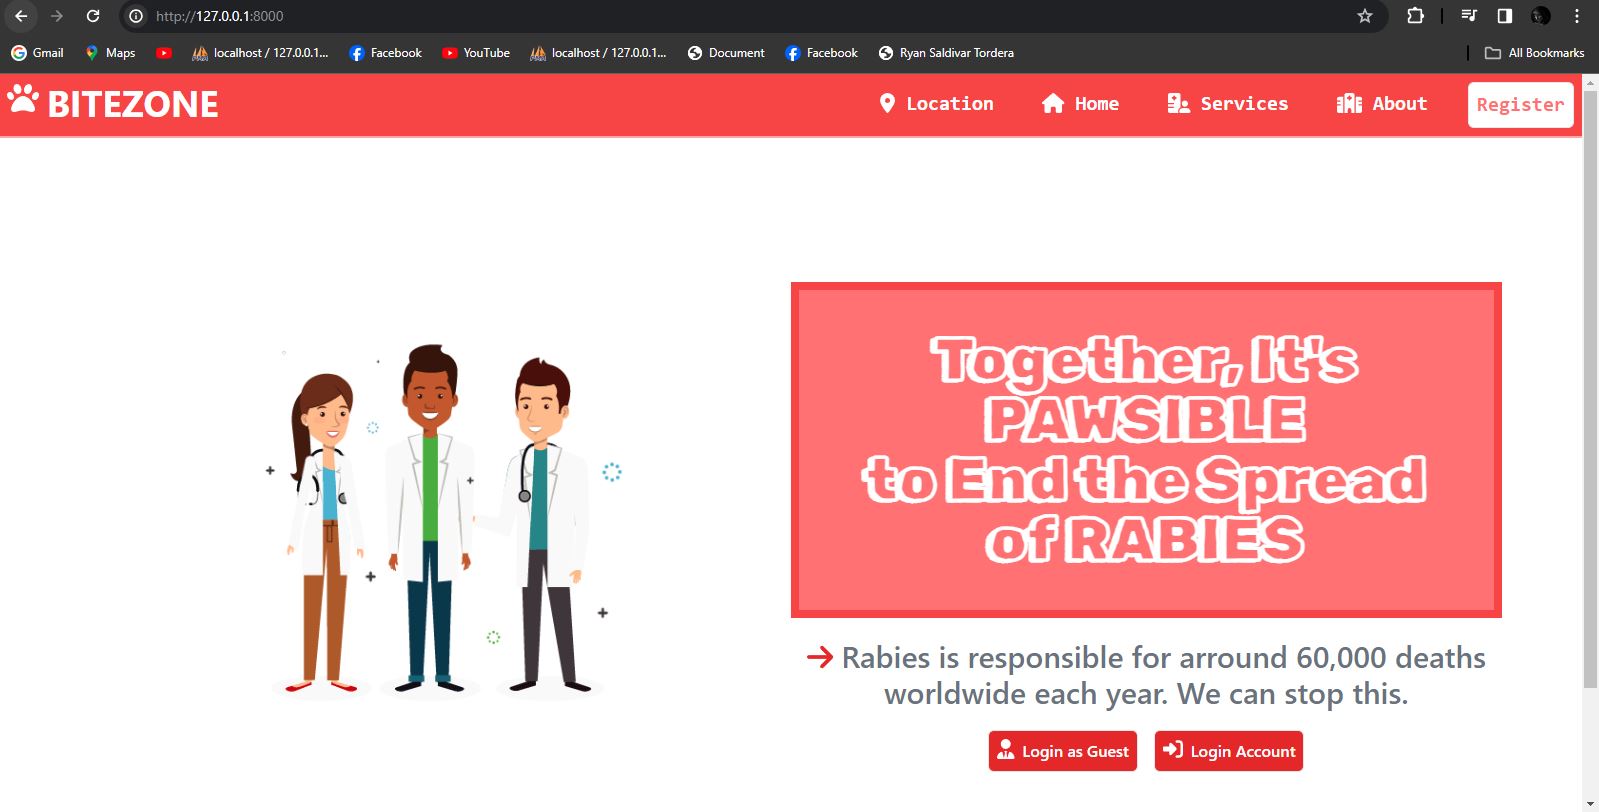 http://127.0.0.1:8000
Gmail Maps localhost / 127.0.0.1... Facebook YouTube localhost / 127.0.0.1... Document Facebook Ryan Saldivar Tordera All Bookmarks
BITEZONE Location Home Services About Register
Together, It's
PAWSIBLE
to End the Spread
of RABIES
Rabies is responsible for arround 60,000 deaths
worldwide each year. We can stop this.
Login as Guest Login Account